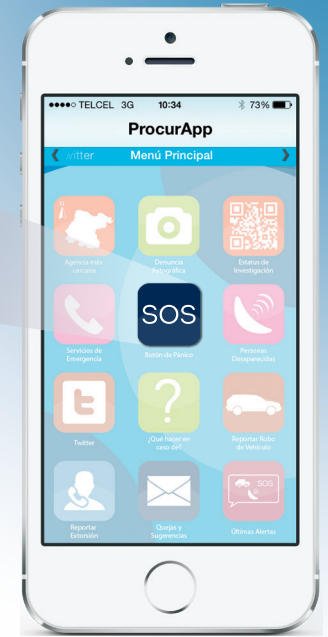 TELCEL 3G 10:34 73%
ProcurApp
witter Menú Principal
Agencia más
cercana
Denuncia
Fotográfica
Estatus de
Investigación
SOS
Servicios de
Emergencia
Botón de Pánico
Personas
Desaparecidas
t
?
Twitter
¿Qué hacer en
caso de?
Reportar Robo
de Vehículo
SOS
Reportar
Extorsión
Quejas y
Sugerencias
Últimas Alertas